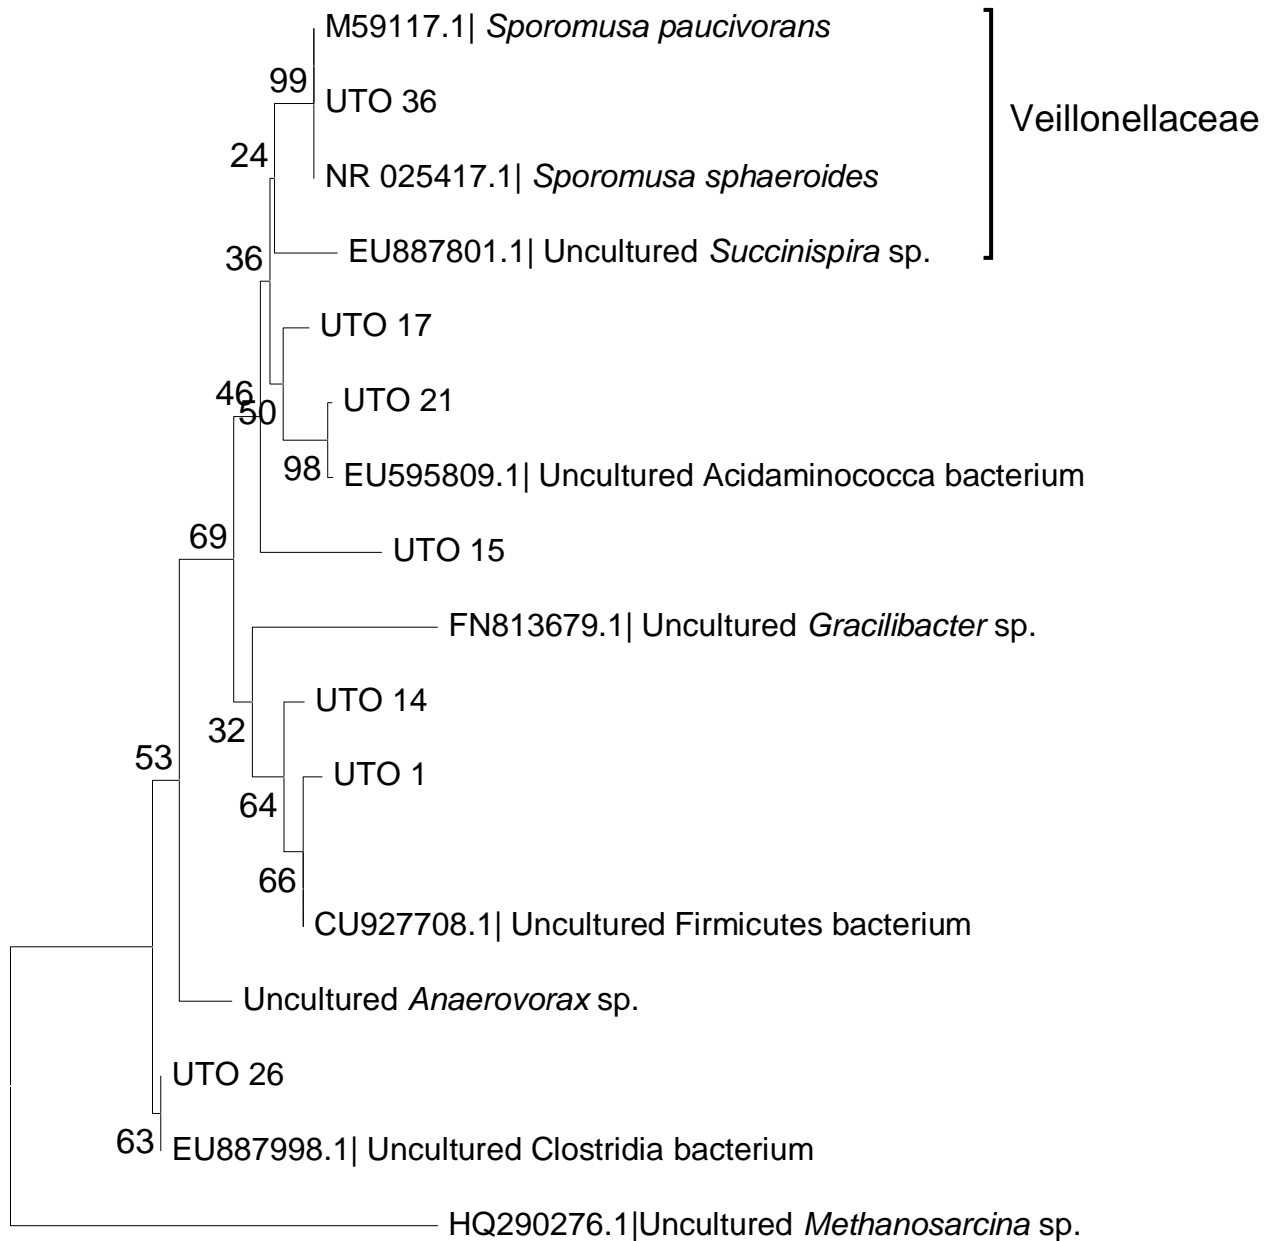 M59117.1| Sporomusa paucivorans
99
UTO 36
Veillonellaceae
24
NR 025417.1| Sporomusa sphaeroides
36
EU887801.1| Uncultured Succinispira sp.
UTO 17
46
50
UTO 21
98
EU595809.1| Uncultured Acidaminococca bacterium
69
UTO 15
FN813679.1| Uncultured Gracilibacter sp.
UTO 14
32
53
UTO 1
64
66
CU927708.1| Uncultured Firmicutes bacterium
Uncultured Anaerovorax sp.
UTO 26
63
EU887998.1| Uncultured Clostridia bacterium
HQ290276.1|Uncultured Methanosarcina sp.